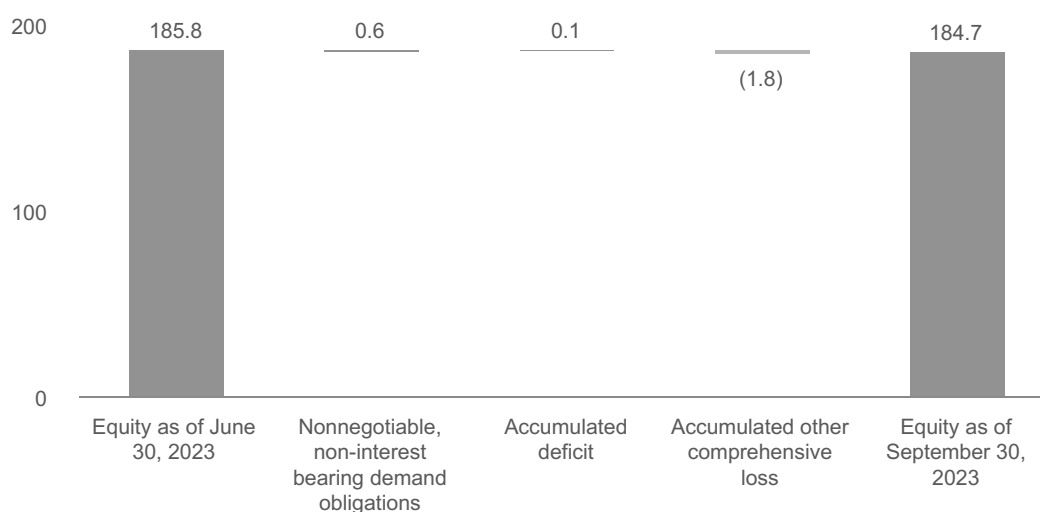 200
185.8
0.6
0.1
(1.8)
184.7
100
0
Equity as of June
30, 2023
Nonnegotiable,
non-interest
bearing demand
obligations
Accumulated
deficit
Accumulated other
comprehensive
loss
Equity as of
September 30,
2023